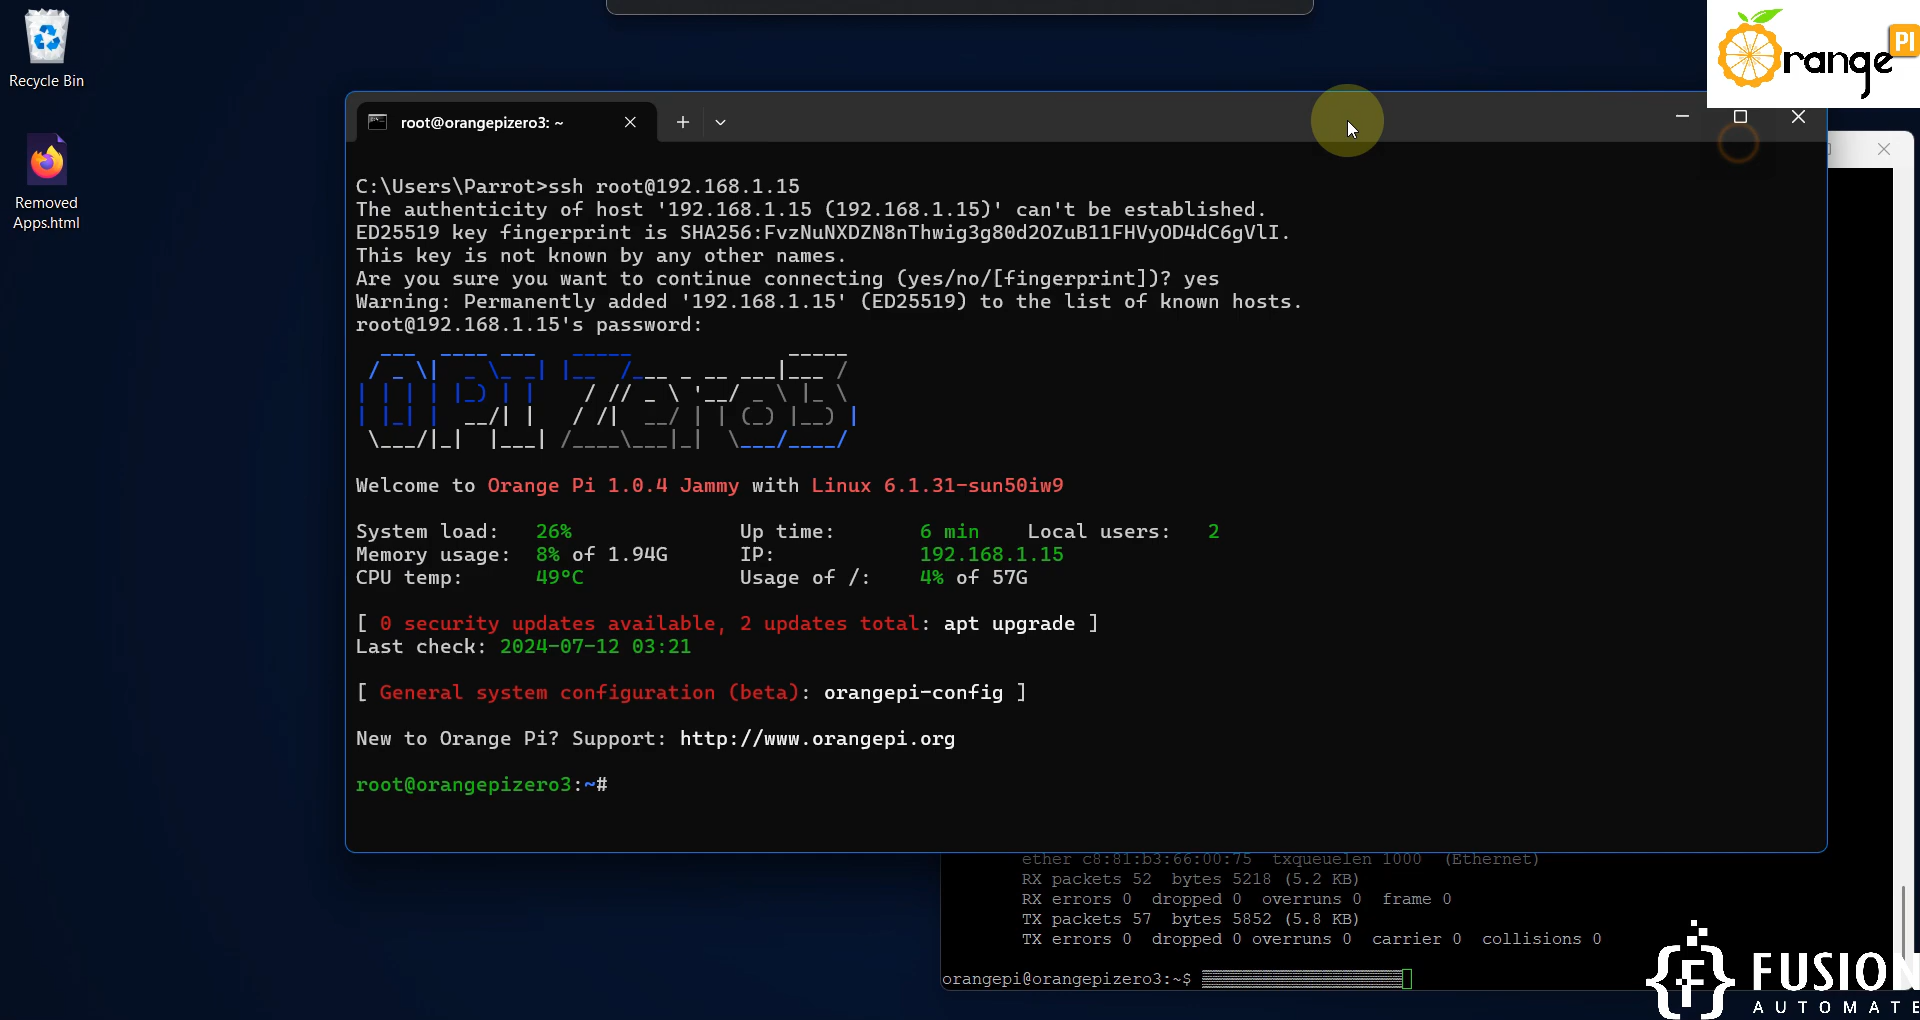 Recycle Bin
Removed
Apps.html
Orange PI
root@orangepizero3: ~
C:\Users\Parrot>ssh root@192.168.1.15
The authenticity of host '192.168.1.15 (192.168.1.15)' can't be established.
ED25519 key fingerprint is SHA256:FvzNuNXDZN8nThwig3g80d2OZuB11FHVyOD4dC6gVlI.
This key is not known by any other names.
Are you sure you want to continue connecting (yes/no/[fingerprint])? yes
Warning: Permanently added '192.168.1.15' (ED25519) to the list of known hosts.
root@192.168.1.15's password:
OPI Zero3
Welcome to Orange Pi 1.0.4 Jammy with Linux 6.1.31-sun50iw9
System load: 26% Up time: 6 min Local users: 2
Memory usage: 8% of 1.94G IP: 192.168.1.15
CPU temp: 49°C Usage of /: 4% of 57G
[ 0 security updates available, 2 updates total: apt upgrade ]
Last check: 2024-07-12 03:21
[ General system configuration (beta): orangepi-config ]
New to Orange Pi? Support: http://www.orangepi.org
root@orangepizero3:~#
ether c8:81:b3:66:00:75 txqueuelen 1000 (Ethernet)
RX packets 52 bytes 5218 (5.2 KB)
RX errors 0 dropped 0 overruns 0 frame 0
TX packets 57 bytes 5852 (5.8 KB)
TX errors 0 dropped 0 overruns 0 carrier 0 collisions 0
orangepi@orangepizero3:~$
FUSION
AUTOMATE